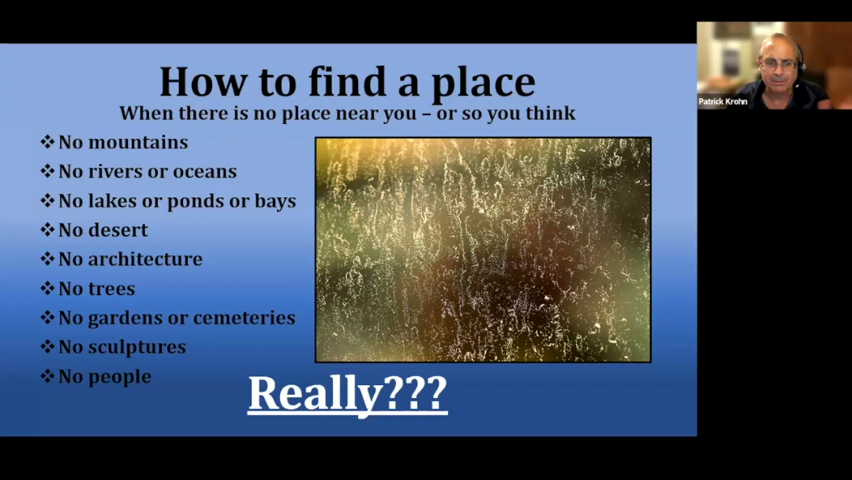 How to find a place
When there is no place near you – or so you think
❖No mountains
❖No rivers or oceans
❖No lakes or ponds or bays
❖No desert
❖No architecture
❖No trees
❖No gardens or cemeteries
❖No sculptures
❖No people
Really???
Patrick Krohn